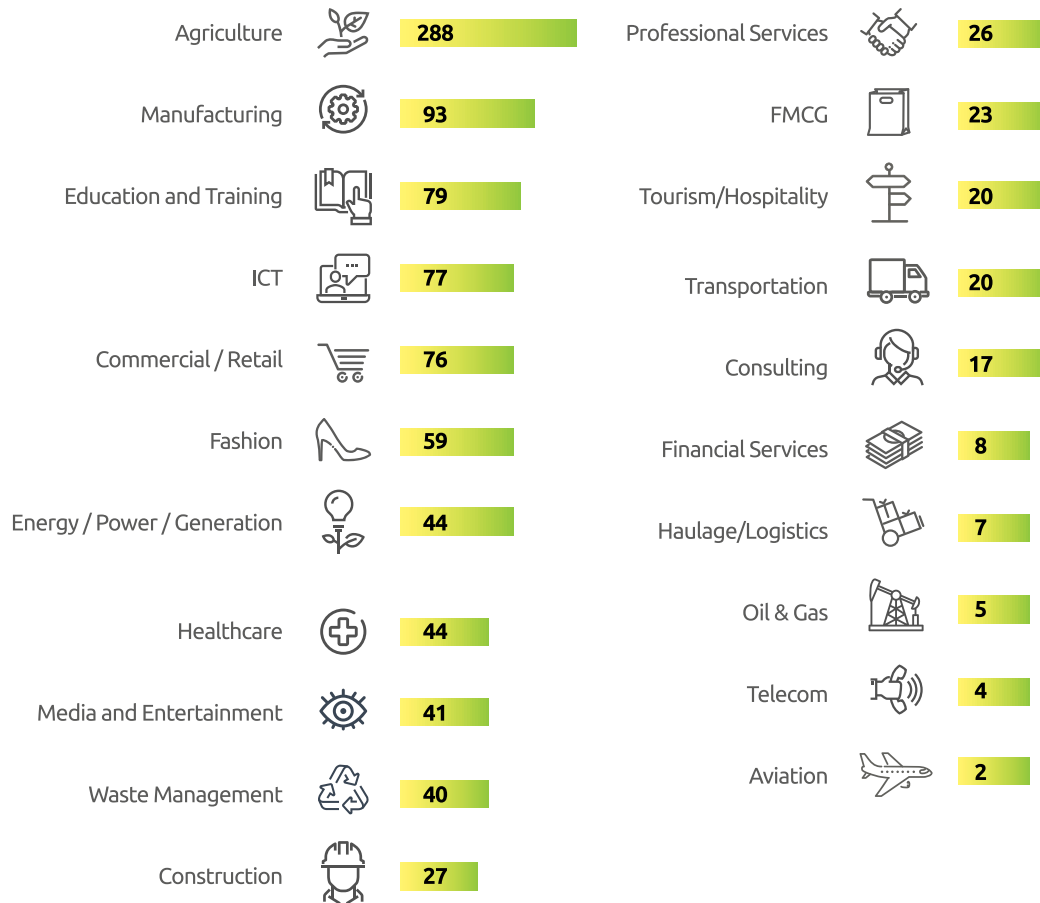 Agriculture 288
Manufacturing 93
Education and Training 79
ICT 77
Commercial / Retail 76
Fashion 59
Energy / Power / Generation 44
Healthcare 44
Media and Entertainment 41
Waste Management 40
Construction 27
Professional Services 26
FMCG 23
Tourism/Hospitality 20
Transportation 20
Consulting 17
Financial Services 8
Haulage/Logistics 7
Oil & Gas 5
Telecom 4
Aviation 2